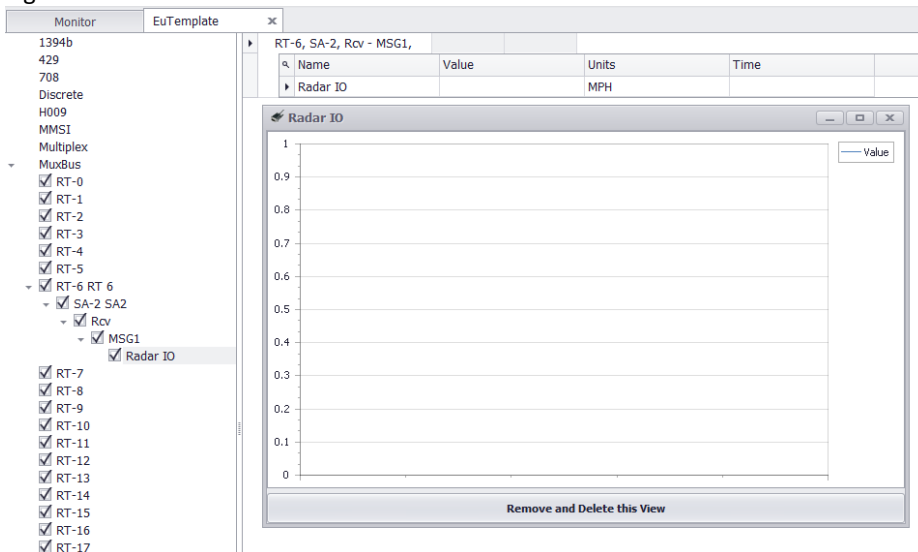 Monitor
EuTemplate
1394b
429
708
Discrete
H009
MMSI
Multiplex
MuxBus
RT-0
RT-1
RT-2
RT-3
RT-4
RT-5
RT-6 RT 6
SA-2 SA2
Rcv
MSG1
Radar IO
RT-7
RT-8
RT-9
RT-10
RT-11
RT-12
RT-13
RT-14
RT-15
RT-16
RT-17
RT-6, SA-2, Rcv - MSG1,
Name Value Units Time
Radar IO MPH
Radar IO
1
0.9
0.8
0.7
0.6
0.5
0.4
0.3
0.2
0.1
0
Value
Remove and Delete this View